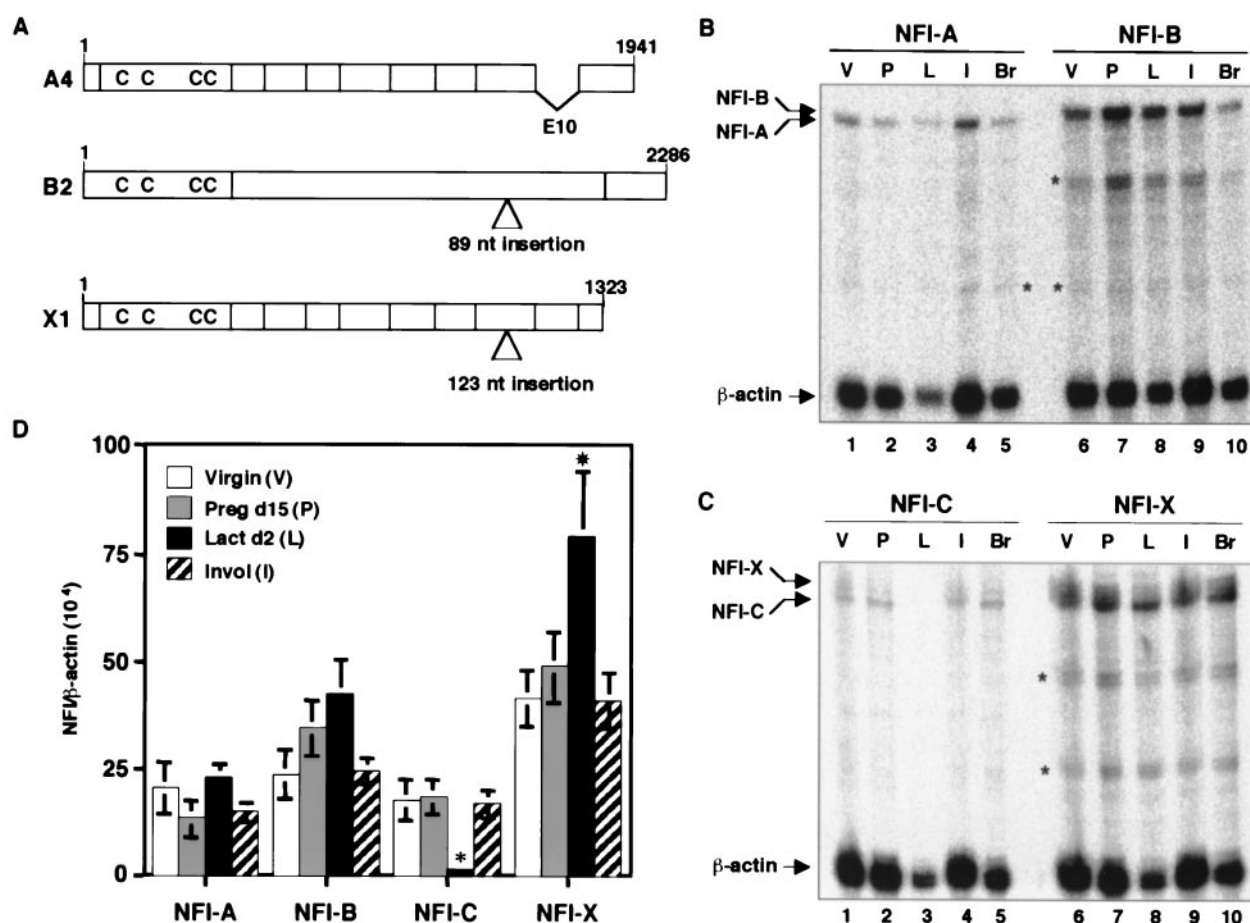 A
1
1941
A4
C C CC
E10
1
2286
B2
C C CC
89 nt insertion
1
1323
X1
C C CC
123 nt insertion
B
NFI-A
NFI-B
V P L I Br
V P L I Br
NFI-B
NFI-A
*
*
*
β-actin
1 2 3 4 5
6 7 8 9 10
C
NFI-C
NFI-X
V P L I Br
V P L I Br
NFI-X
NFI-C
*
*
β-actin
1 2 3 4 5
6 7 8 9 10
D
100
75
50
25
0
NFI/β-actin (10⁴)
Virgin (V)
Preg d15 (P)
Lact d2 (L)
Invol (I)
*
*
NFI-A
NFI-B
NFI-C
NFI-X